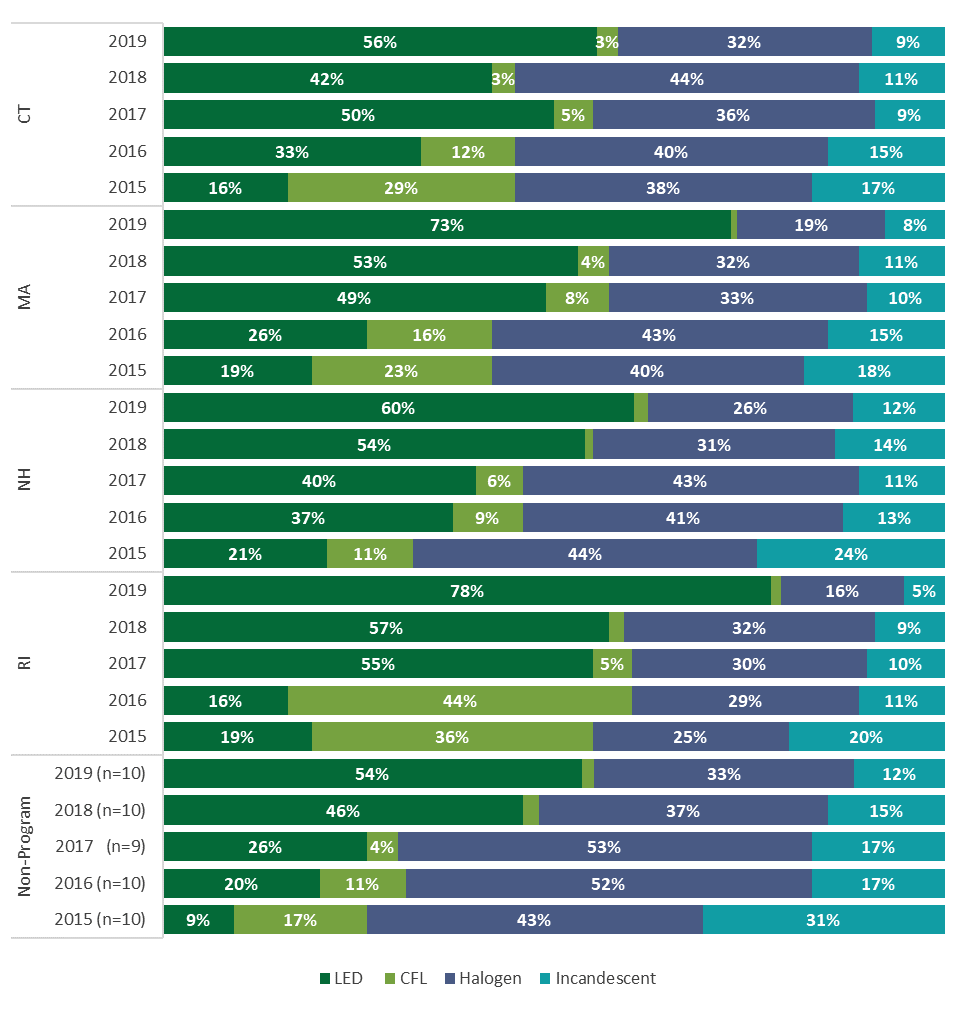 CT
2019 56% 3% 32% 9%
2018 42% 3% 44% 11%
2017 50% 5% 36% 9%
2016 33% 12% 40% 15%
2015 16% 29% 38% 17%
MA
2019 73% 19% 8%
2018 53% 4% 32% 11%
2017 49% 8% 33% 10%
2016 26% 16% 43% 15%
2015 19% 23% 40% 18%
NH
2019 60% 26% 12%
2018 54% 31% 14%
2017 40% 6% 43% 11%
2016 37% 9% 41% 13%
2015 21% 11% 44% 24%
RI
2019 78% 16% 5%
2018 57% 32% 9%
2017 55% 5% 30% 10%
2016 16% 44% 29% 11%
2015 19% 36% 25% 20%
Non-Program
2019 (n=10) 54% 33% 12%
2018 (n=10) 46% 37% 15%
2017 (n=9) 26% 4% 53% 17%
2016 (n=10) 20% 11% 52% 17%
2015 (n=10) 9% 17% 43% 31%
LED CFL Halogen Incandescent